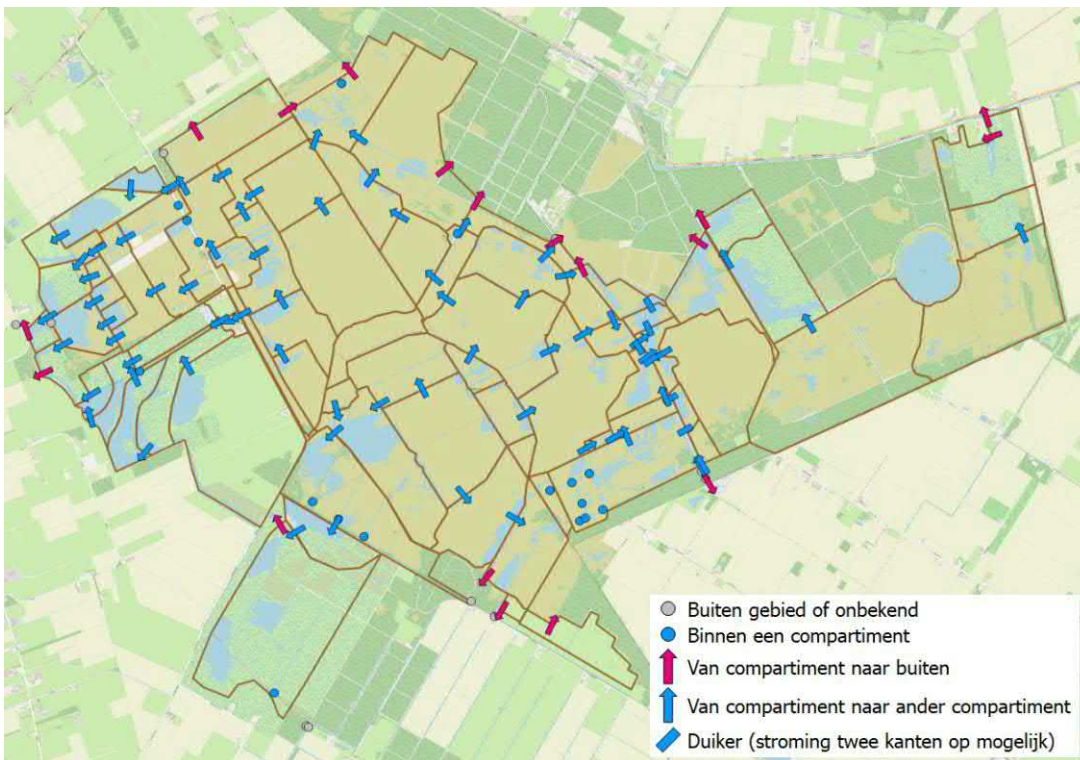 Buiten gebied of onbekend
Binnen een compartiment
Van compartiment naar buiten
Van compartiment naar ander compartiment
Duiker (stroming twee kanten op mogelijk)